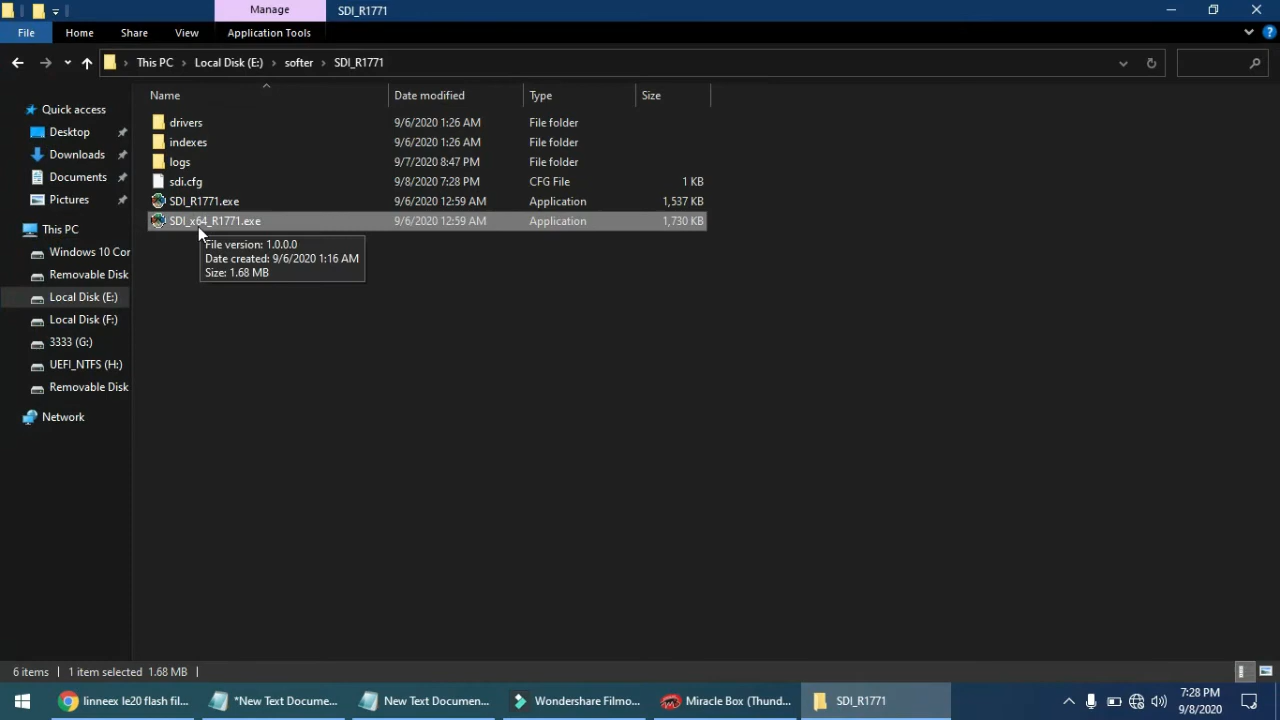 Manage
SDI_R1771
File
Home
Share
View
Application Tools
This PC
Local Disk (E:)
softer
SDI_R1771
Name
Date modified
Type
Size
Quick access
Desktop
Downloads
Documents
Pictures
This PC
Windows 10 Cor
Removable Disk
Local Disk (E:)
Local Disk (F:)
3333 (G:)
UEFI_NTFS (H:)
Removable Disk
Network
drivers 9/6/2020 1:26 AM File folder
indexes 9/6/2020 1:26 AM File folder
logs 9/7/2020 8:47 PM File folder
sdi.cfg 9/8/2020 7:28 PM CFG File 1 KB
SDI_R1771.exe 9/6/2020 12:59 AM Application 1,537 KB
SDI_x64_R1771.exe 9/6/2020 12:59 AM Application 1,730 KB
File version: 1.0.0.0
Date created: 9/6/2020 1:16 AM
Size: 1.68 MB
6 items
1 item selected 1.68 MB
linneex le20 flash fil...
*New Text Docume...
New Text Documen...
Wondershare Filmo...
Miracle Box (Thund...
SDI_R1771
7:28 PM
9/8/2020